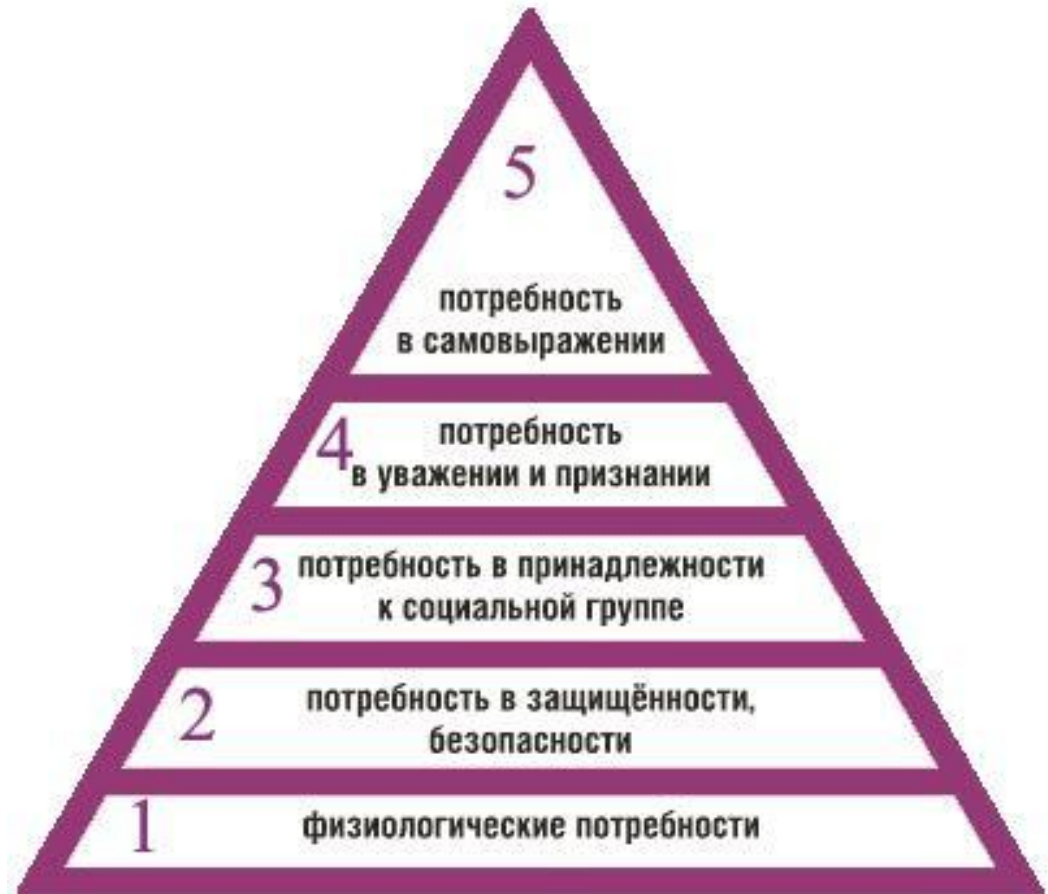 5
потребность
в самовыражении
4
потребность
в уважении и признании
3
потребность в принадлежности
к социальной группе
2
потребность в защищённости,
безопасности
1
физиологические потребности